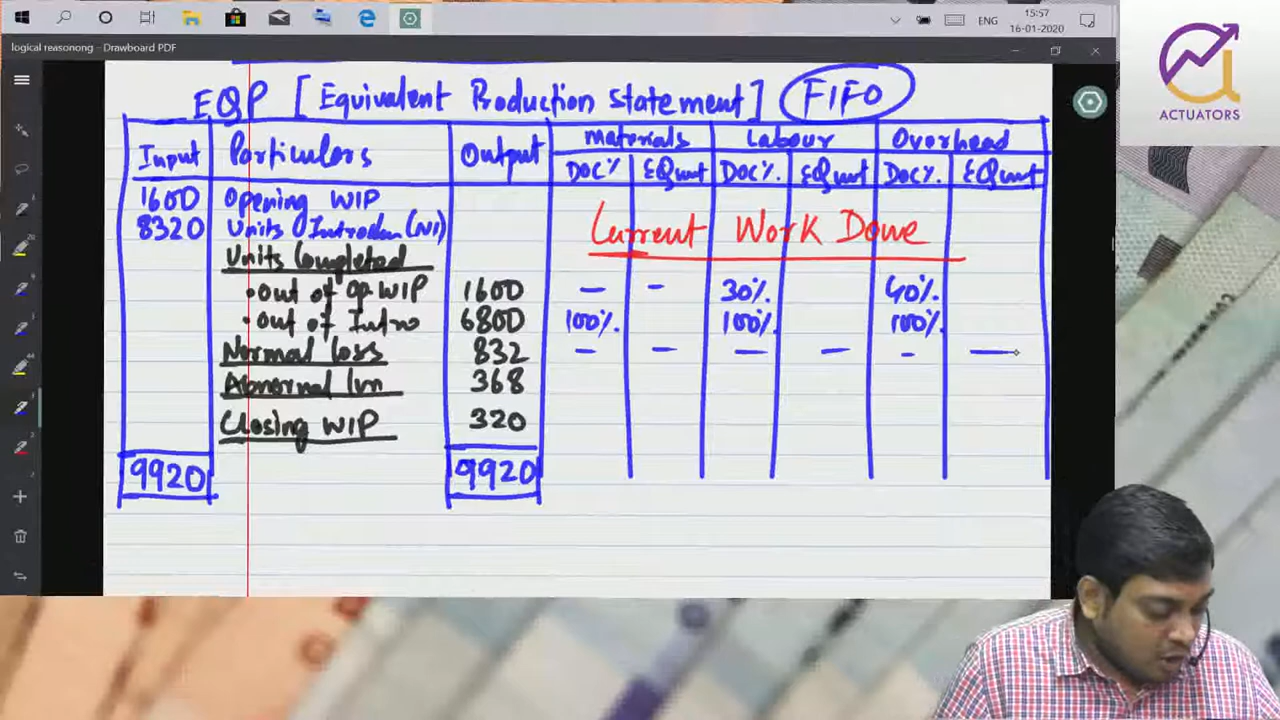 ENG
15:57
16-01-2020
logical reasonong - Drawboard PDF
ACTUATORS
EQP [Equivalent Production Statement] FIFO
Input Particulars Output Materials Labour Overhead
DOC% EQunt DOC%. EQunt DOC%. EQunt
1600 Opening WIP
8320 Units Introdun (NI) Current Work Done
Units Completed
• Out of op WIP 1600 - - 30%. 40%.
• Out of Intro 6800 100%. 100%. 100%.
Normal loss 832 - - - - - -
Abnormal lon 368
Closing WIP 320
9920 9920